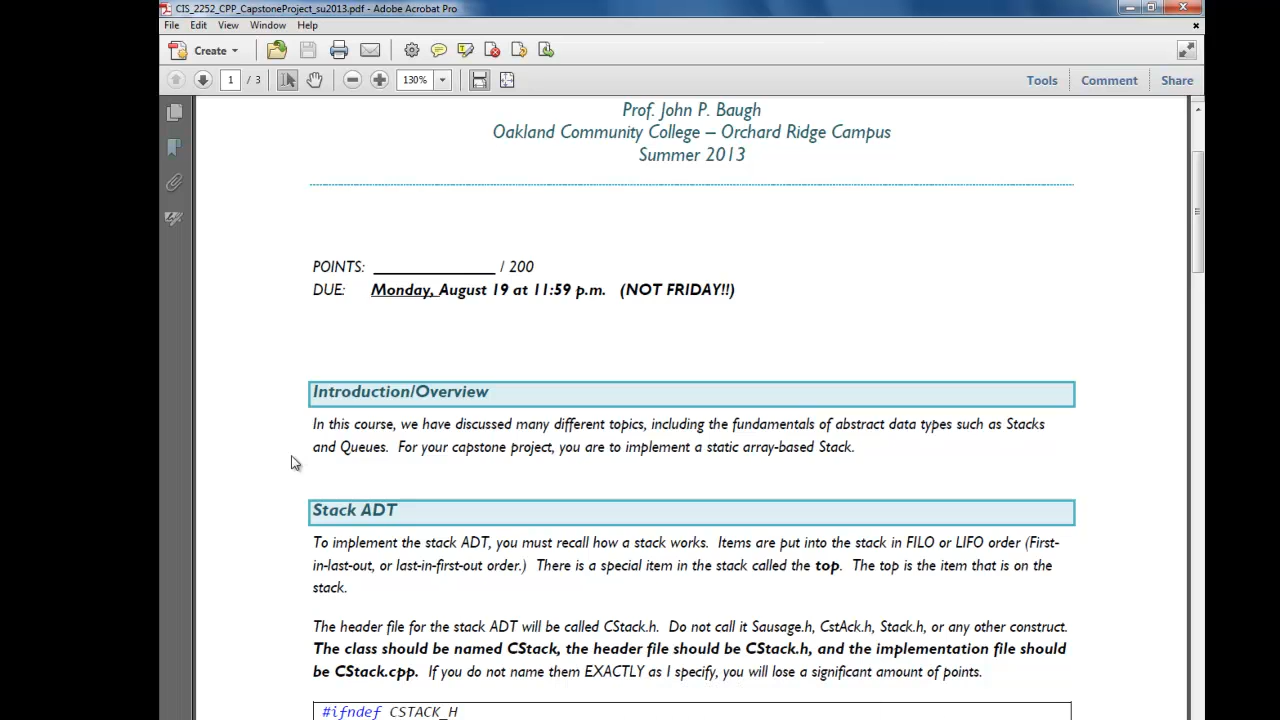 CIS_2252_CPP_CapstoneProject_su2013.pdf - Adobe Acrobat Pro
File Edit View Window Help
Create
1 / 3 130% Tools Comment Share
Prof. John P. Baugh
Oakland Community College – Orchard Ridge Campus
Summer 2013
POINTS: ______________ / 200
DUE: Monday, August 19 at 11:59 p.m. (NOT FRIDAY!!)
Introduction/Overview
In this course, we have discussed many different topics, including the fundamentals of abstract data types such as Stacks
and Queues. For your capstone project, you are to implement a static array-based Stack.
Stack ADT
To implement the stack ADT, you must recall how a stack works. Items are put into the stack in FILO or LIFO order (First-
in-last-out, or last-in-first-out order.) There is a special item in the stack called the top. The top is the item that is on the
stack.
The header file for the stack ADT will be called CStack.h. Do not call it Sausage.h, CstAck.h, Stack.h, or any other construct.
The class should be named CStack, the header file should be CStack.h, and the implementation file should
be CStack.cpp. If you do not name them EXACTLY as I specify, you will lose a significant amount of points.
#ifndef CSTACK_H